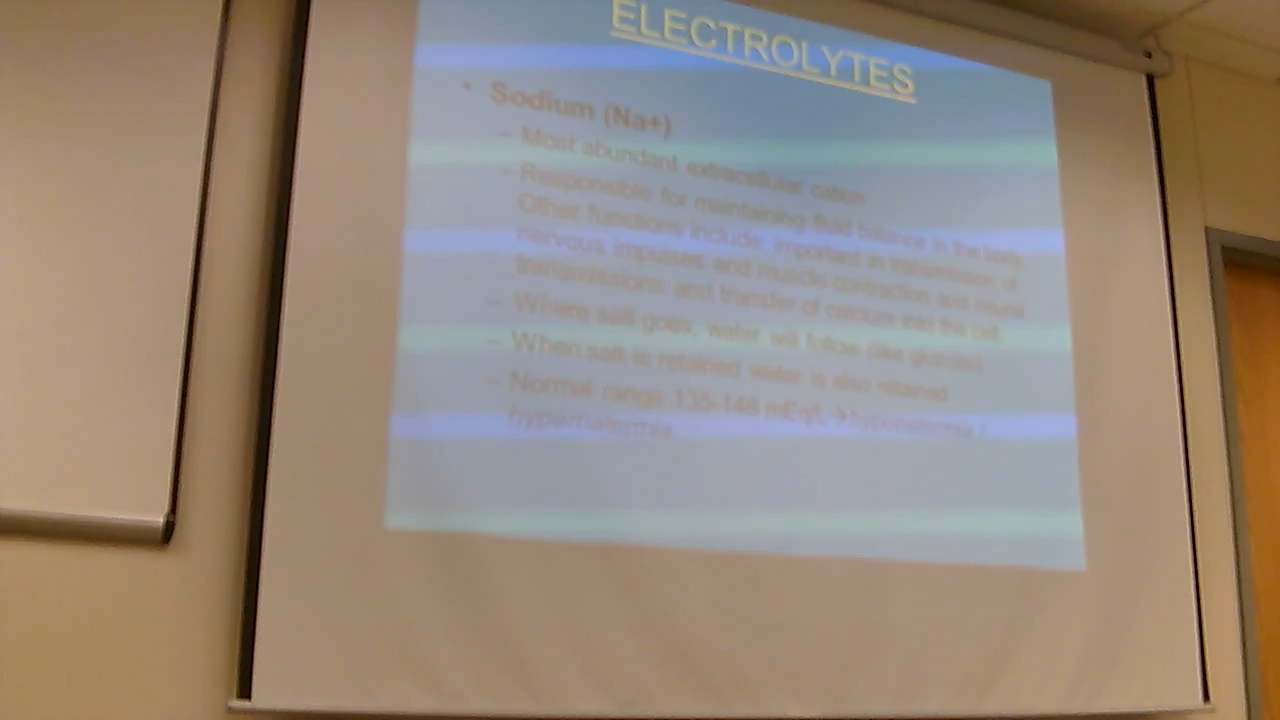 ELECTROLYTES
• Sodium (Na+)
– Most abundant extracellular cation
– Responsible for maintaining fluid balance in the body.
Other functions include: important in transmission of
nervous impulses and muscle contraction and neural
transmissions and transfer of calcium into the cell.
– Where salt goes, water will follow (like glucose)
– When salt is retained water is also retained
– Normal range 135-146 mEq/L
hypernatermia